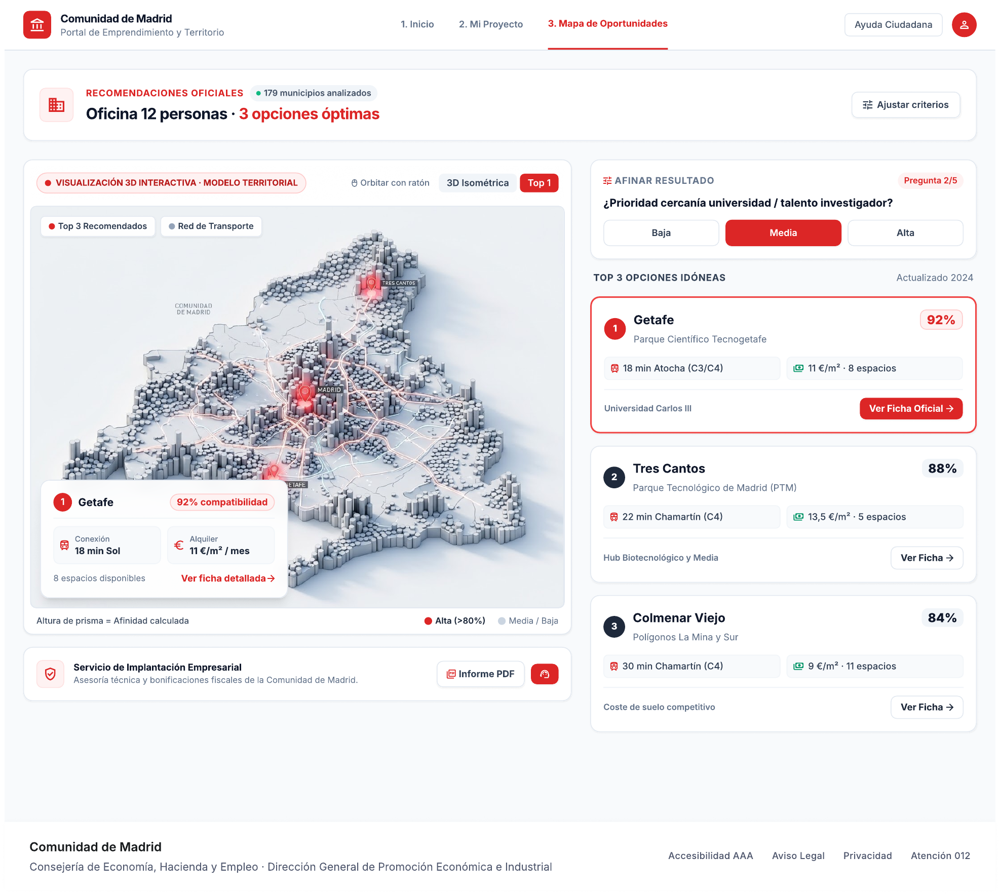 Comunidad de Madrid
Portal de Emprendimiento y Territorio
1. Inicio
2. Mi Proyecto
3. Mapa de Oportunidades
Ayuda Ciudadana
RECOMENDACIONES OFICIALES
179 municipios analizados
Oficina 12 personas · 3 opciones óptimas
Ajustar criterios
VISUALIZACIÓN 3D INTERACTIVA · MODELO TERRITORIAL
Orbitar con ratón
3D Isométrica
Top 1
Top 3 Recomendados
Red de Transporte
TRES CANTOS
COMUNIDAD
DE MADRID
MADRID
GETAFE
1
Getafe
92% compatibilidad
Conexión
18 min Sol
Alquiler
11 €/m² / mes
8 espacios disponibles
Ver ficha detallada →
Altura de prisma = Afinidad calculada
Alta (>80%)
Media / Baja
Servicio de Implantación Empresarial
Asesoría técnica y bonificaciones fiscales de la Comunidad de Madrid.
PDF
Informe PDF
AFINAR RESULTADO
Pregunta 2/5
¿Prioridad cercanía universidad / talento investigador?
Baja
Media
Alta
TOP 3 OPCIONES IDÓNEAS
Actualizado 2024
1
Getafe
92%
Parque Científico Tecnogetafe
18 min Atocha (C3/C4)
11 €/m² · 8 espacios
Universidad Carlos III
Ver Ficha Oficial →
2
Tres Cantos
88%
Parque Tecnológico de Madrid (PTM)
22 min Chamartín (C4)
13,5 €/m² · 5 espacios
Hub Biotecnológico y Media
Ver Ficha →
3
Colmenar Viejo
84%
Polígonos La Mina y Sur
30 min Chamartín (C4)
9 €/m² · 11 espacios
Coste de suelo competitivo
Ver Ficha →
Comunidad de Madrid
Consejería de Economía, Hacienda y Empleo · Dirección General de Promoción Económica e Industrial
Accesibilidad AAA
Aviso Legal
Privacidad
Atención 012